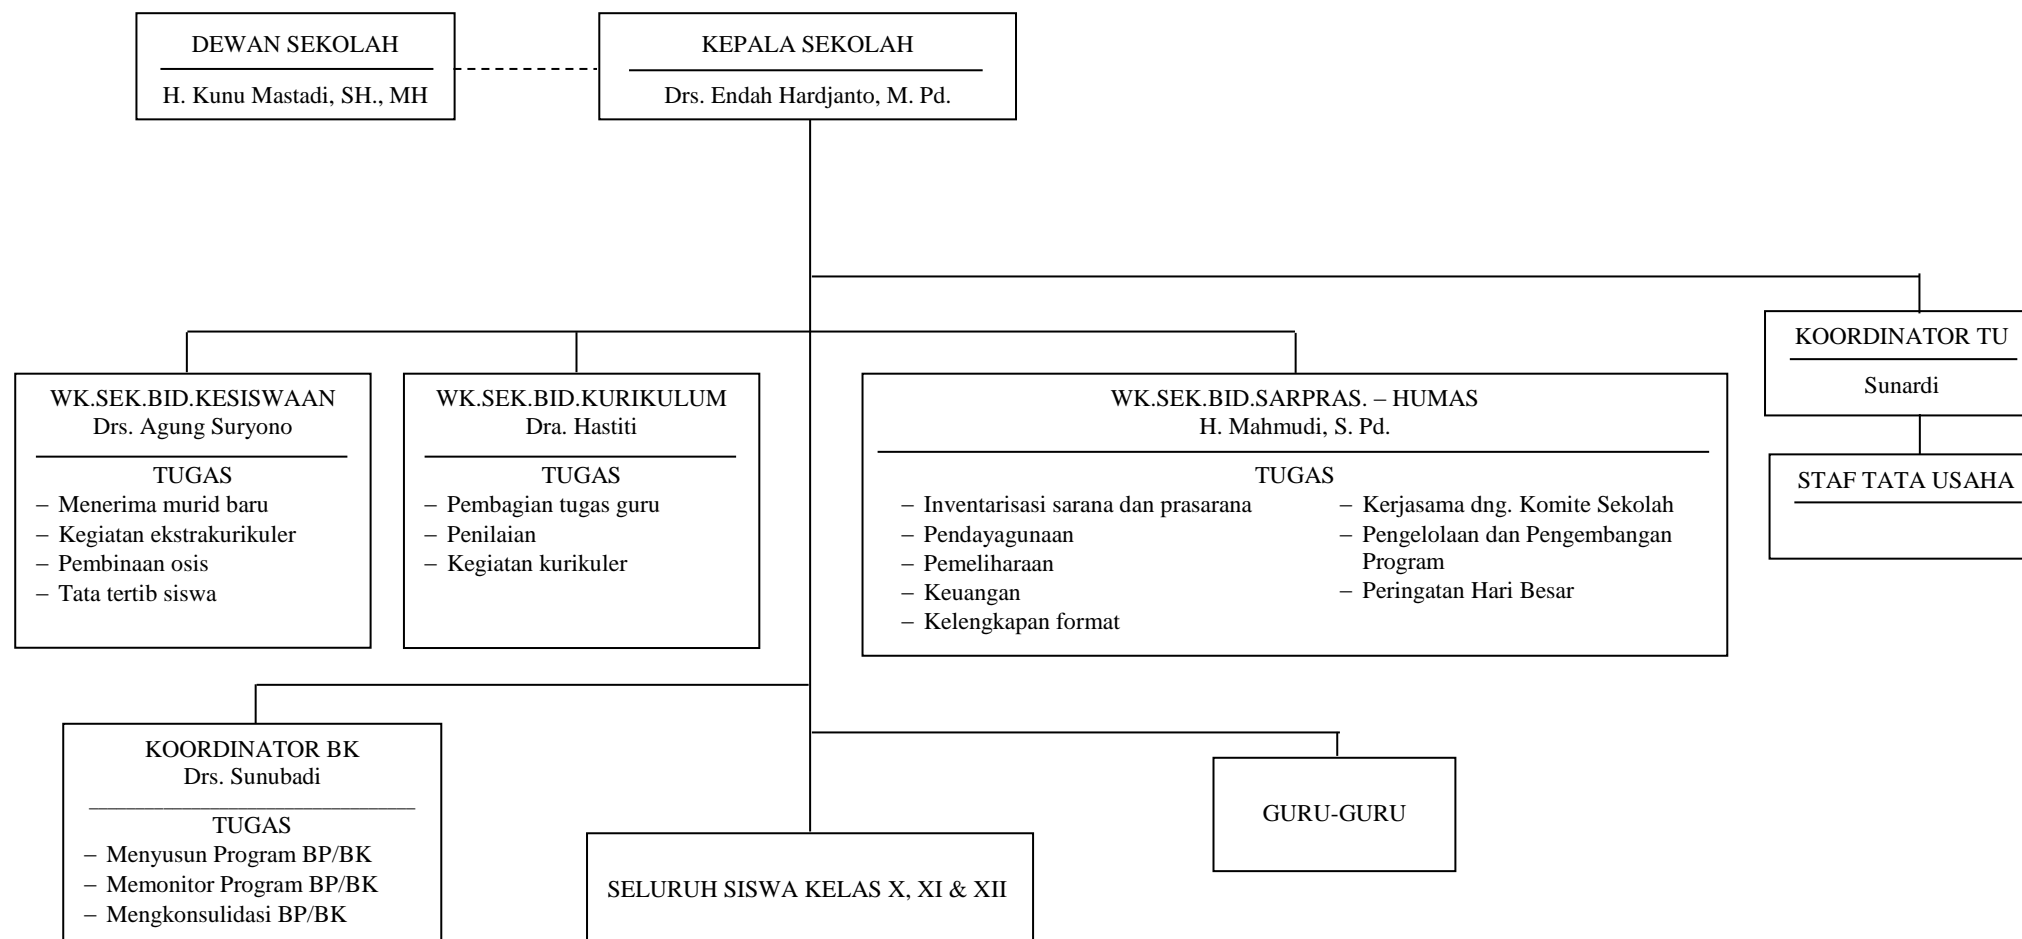 DEWAN SEKOLAH
H. Kunu Mastadi, SH., MH
KEPALA SEKOLAH
Drs. Endah Hardjanto, M. Pd.
KOORDINATOR TU
Sunardi
STAF TATA USAHA
WK.SEK.BID.KESISWAAN
Drs. Agung Suryono
TUGAS
– Menerima murid baru
– Kegiatan ekstrakurikuler
– Pembinaan osis
– Tata tertib siswa
WK.SEK.BID.KURIKULUM
Dra. Hastiti
TUGAS
– Pembagian tugas guru
– Penilaian
– Kegiatan kurikuler
WK.SEK.BID.SARPRAS. – HUMAS
H. Mahmudi, S. Pd.
TUGAS
– Inventarisasi sarana dan prasarana
– Pendayagunaan
– Pemeliharaan
– Keuangan
– Kelengkapan format
– Kerjasama dng. Komite Sekolah
– Pengelolaan dan Pengembangan
Program
– Peringatan Hari Besar
KOORDINATOR BK
Drs. Sunubadi
TUGAS
– Menyusun Program BP/BK
– Memonitor Program BP/BK
– Mengkonsulidasi BP/BK
SELURUH SISWA KELAS X, XI & XII
GURU-GURU